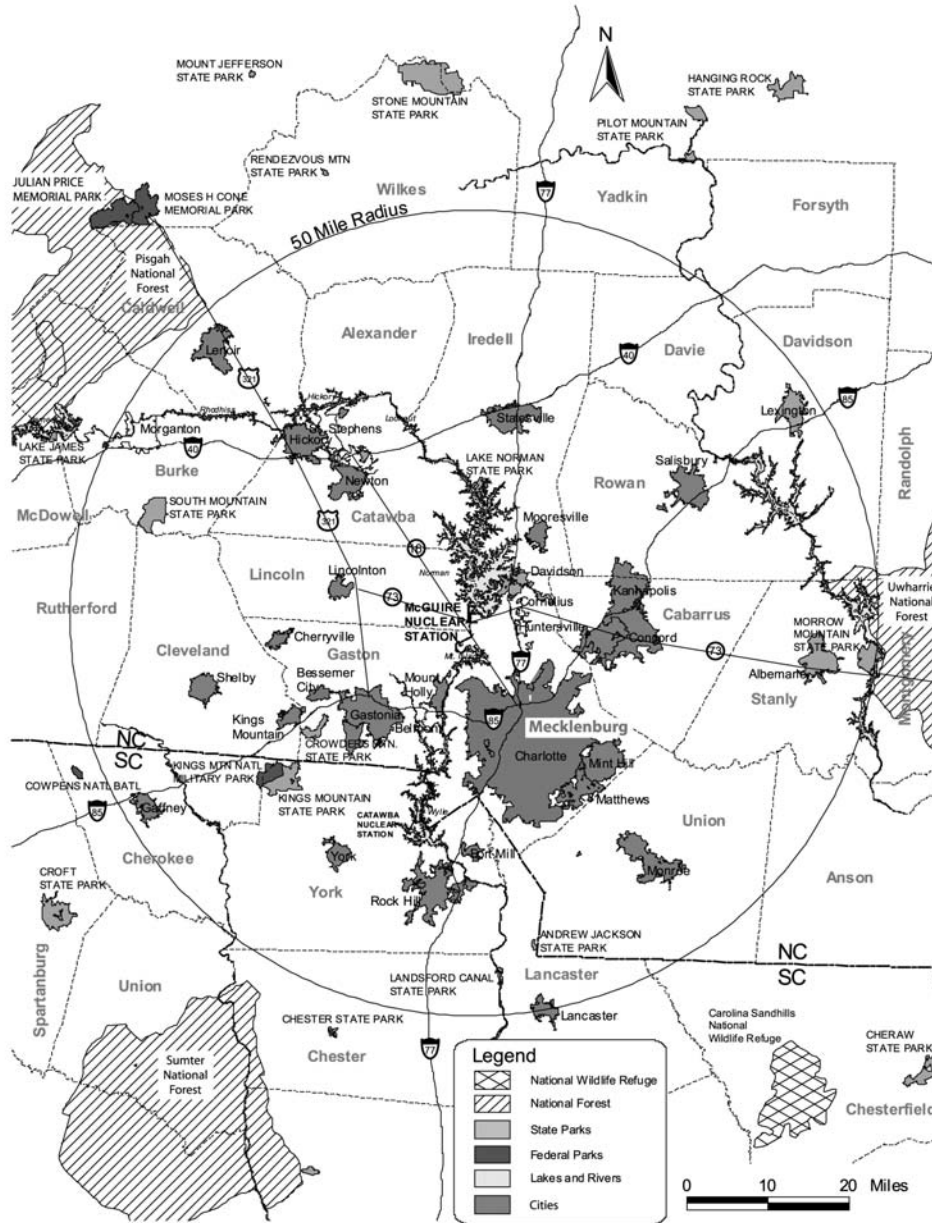 N
MOUNT JEFFERSON
STATE PARK
STONE MOUNTAIN
STATE PARK
HANGING ROCK
STATE PARK
PILOT MOUNTAIN
STATE PARK
RENDEZVOUS MTN
STATE PARK
JULIAN PRICE
MEMORIAL PARK
MOSES H CONE
MEMORIAL PARK
Wilkes
77
Yadkin
Forsyth
50 Mile Radius
Pisgah
National
Forest
Caldwell
Alexander
Iredell
Davie
Davidson
40
Lenoir
321
85
Hickory
Rhodhiss
Lookout
Lexington
Morganton
Stephens
Statesville
Hickory
LAKE JAMES
STATE PARK
40
Burke
Newton
LAKE NORMAN
STATE PARK
Salisbury
Rowan
Randolph
McDowell
SOUTH MOUNTAIN
STATE PARK
321
Catawba
Mooresville
16
Lincoln
Norman
Davidson
Lincolnton
73
Cornelius
Kannapolis
Uwharrie
National
Forest
Rutherford
McGUIRE
NUCLEAR
STATION
Huntersville
Cabarrus
Concord
Cherryville
73
MORROW
MOUNTAIN
STATE PARK
Cleveland
Gaston
77
Albemarle
Montgomery
Shelby
Bessemer
City
Mount
Holly
Stanly
Kings
Mountain
Gastonia
Belmont
85
Mecklenburg
NC
SC
CROWDERS MTN.
STATE PARK
Charlotte
Mint Hill
KINGS MTN NATL
MILITARY PARK
COWPENS NATL BATL
KINGS MOUNTAIN
STATE PARK
Matthews
85
Gaffney
CATAWBA
NUCLEAR
STATION
Wylie
Union
Cherokee
York
Fort Mill
Monroe
Anson
CROFT
STATE PARK
York
Rock Hill
ANDREW JACKSON
STATE PARK
NC
SC
Spartanburg
Union
LANDSFORD CANAL
STATE PARK
Lancaster
CHESTER STATE PARK
Lancaster
Carolina Sandhills
National
Wildlife Refuge
Chester
77
CHERAW
STATE PARK
Sumter
National
Forest
Chesterfield
Legend
National Wildlife Refuge
National Forest
State Parks
Federal Parks
Lakes and Rivers
Cities
0 10 20 Miles